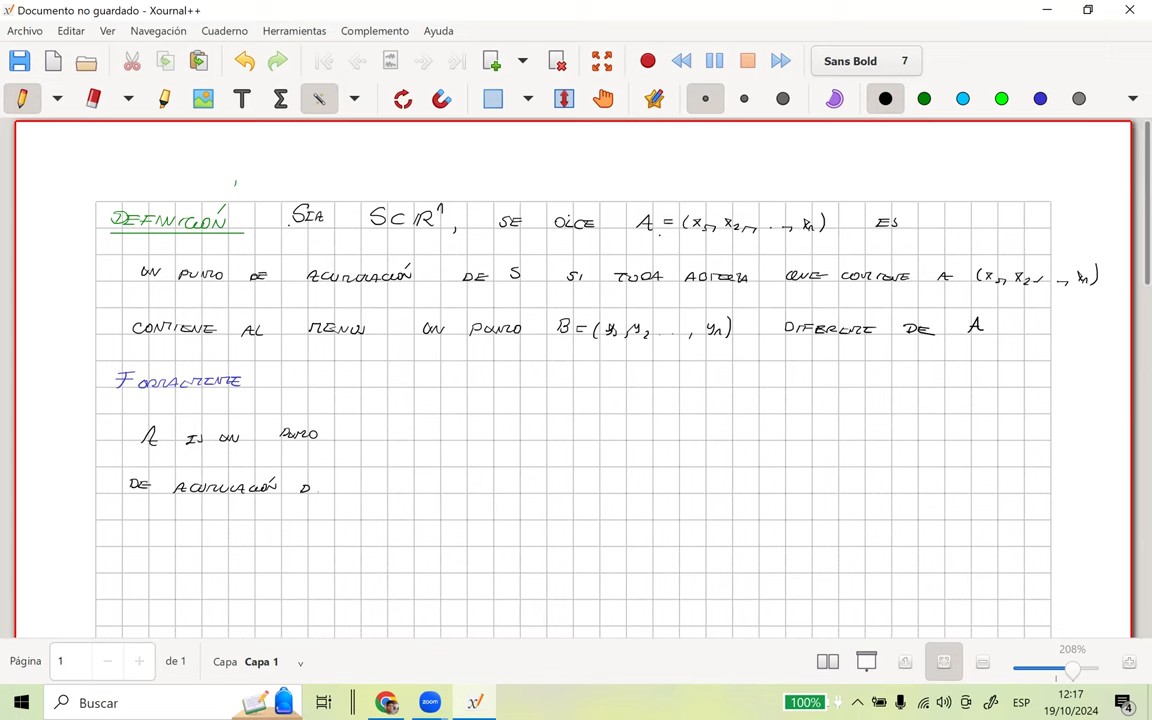 Documento no guardado - Xournal++
Archivo Editar Ver Navegación Cuaderno Herramientas Complemento Ayuda
Sans Bold 7
DEFINICIÓN SEA S⊂ℝⁿ, SE DICE A = (x₁, x₂, . . , xₙ) ES
UN PUNTO DE ACUMULACIÓN DE S SI TODA ABIERTA QUE CONTIENE A (x₁, x₂, . , xₙ)
CONTIENE AL MENOS UN PUNTO B = (y₁, y₂ . . . , yₙ) DIFERENTE DE A
FORMALMENTE
A ES UN PUNTO
DE ACUMULACIÓN D
Página 1 de 1 Capa Capa 1 208%
Buscar zoom 100% ESP 12:17
19/10/2024 4